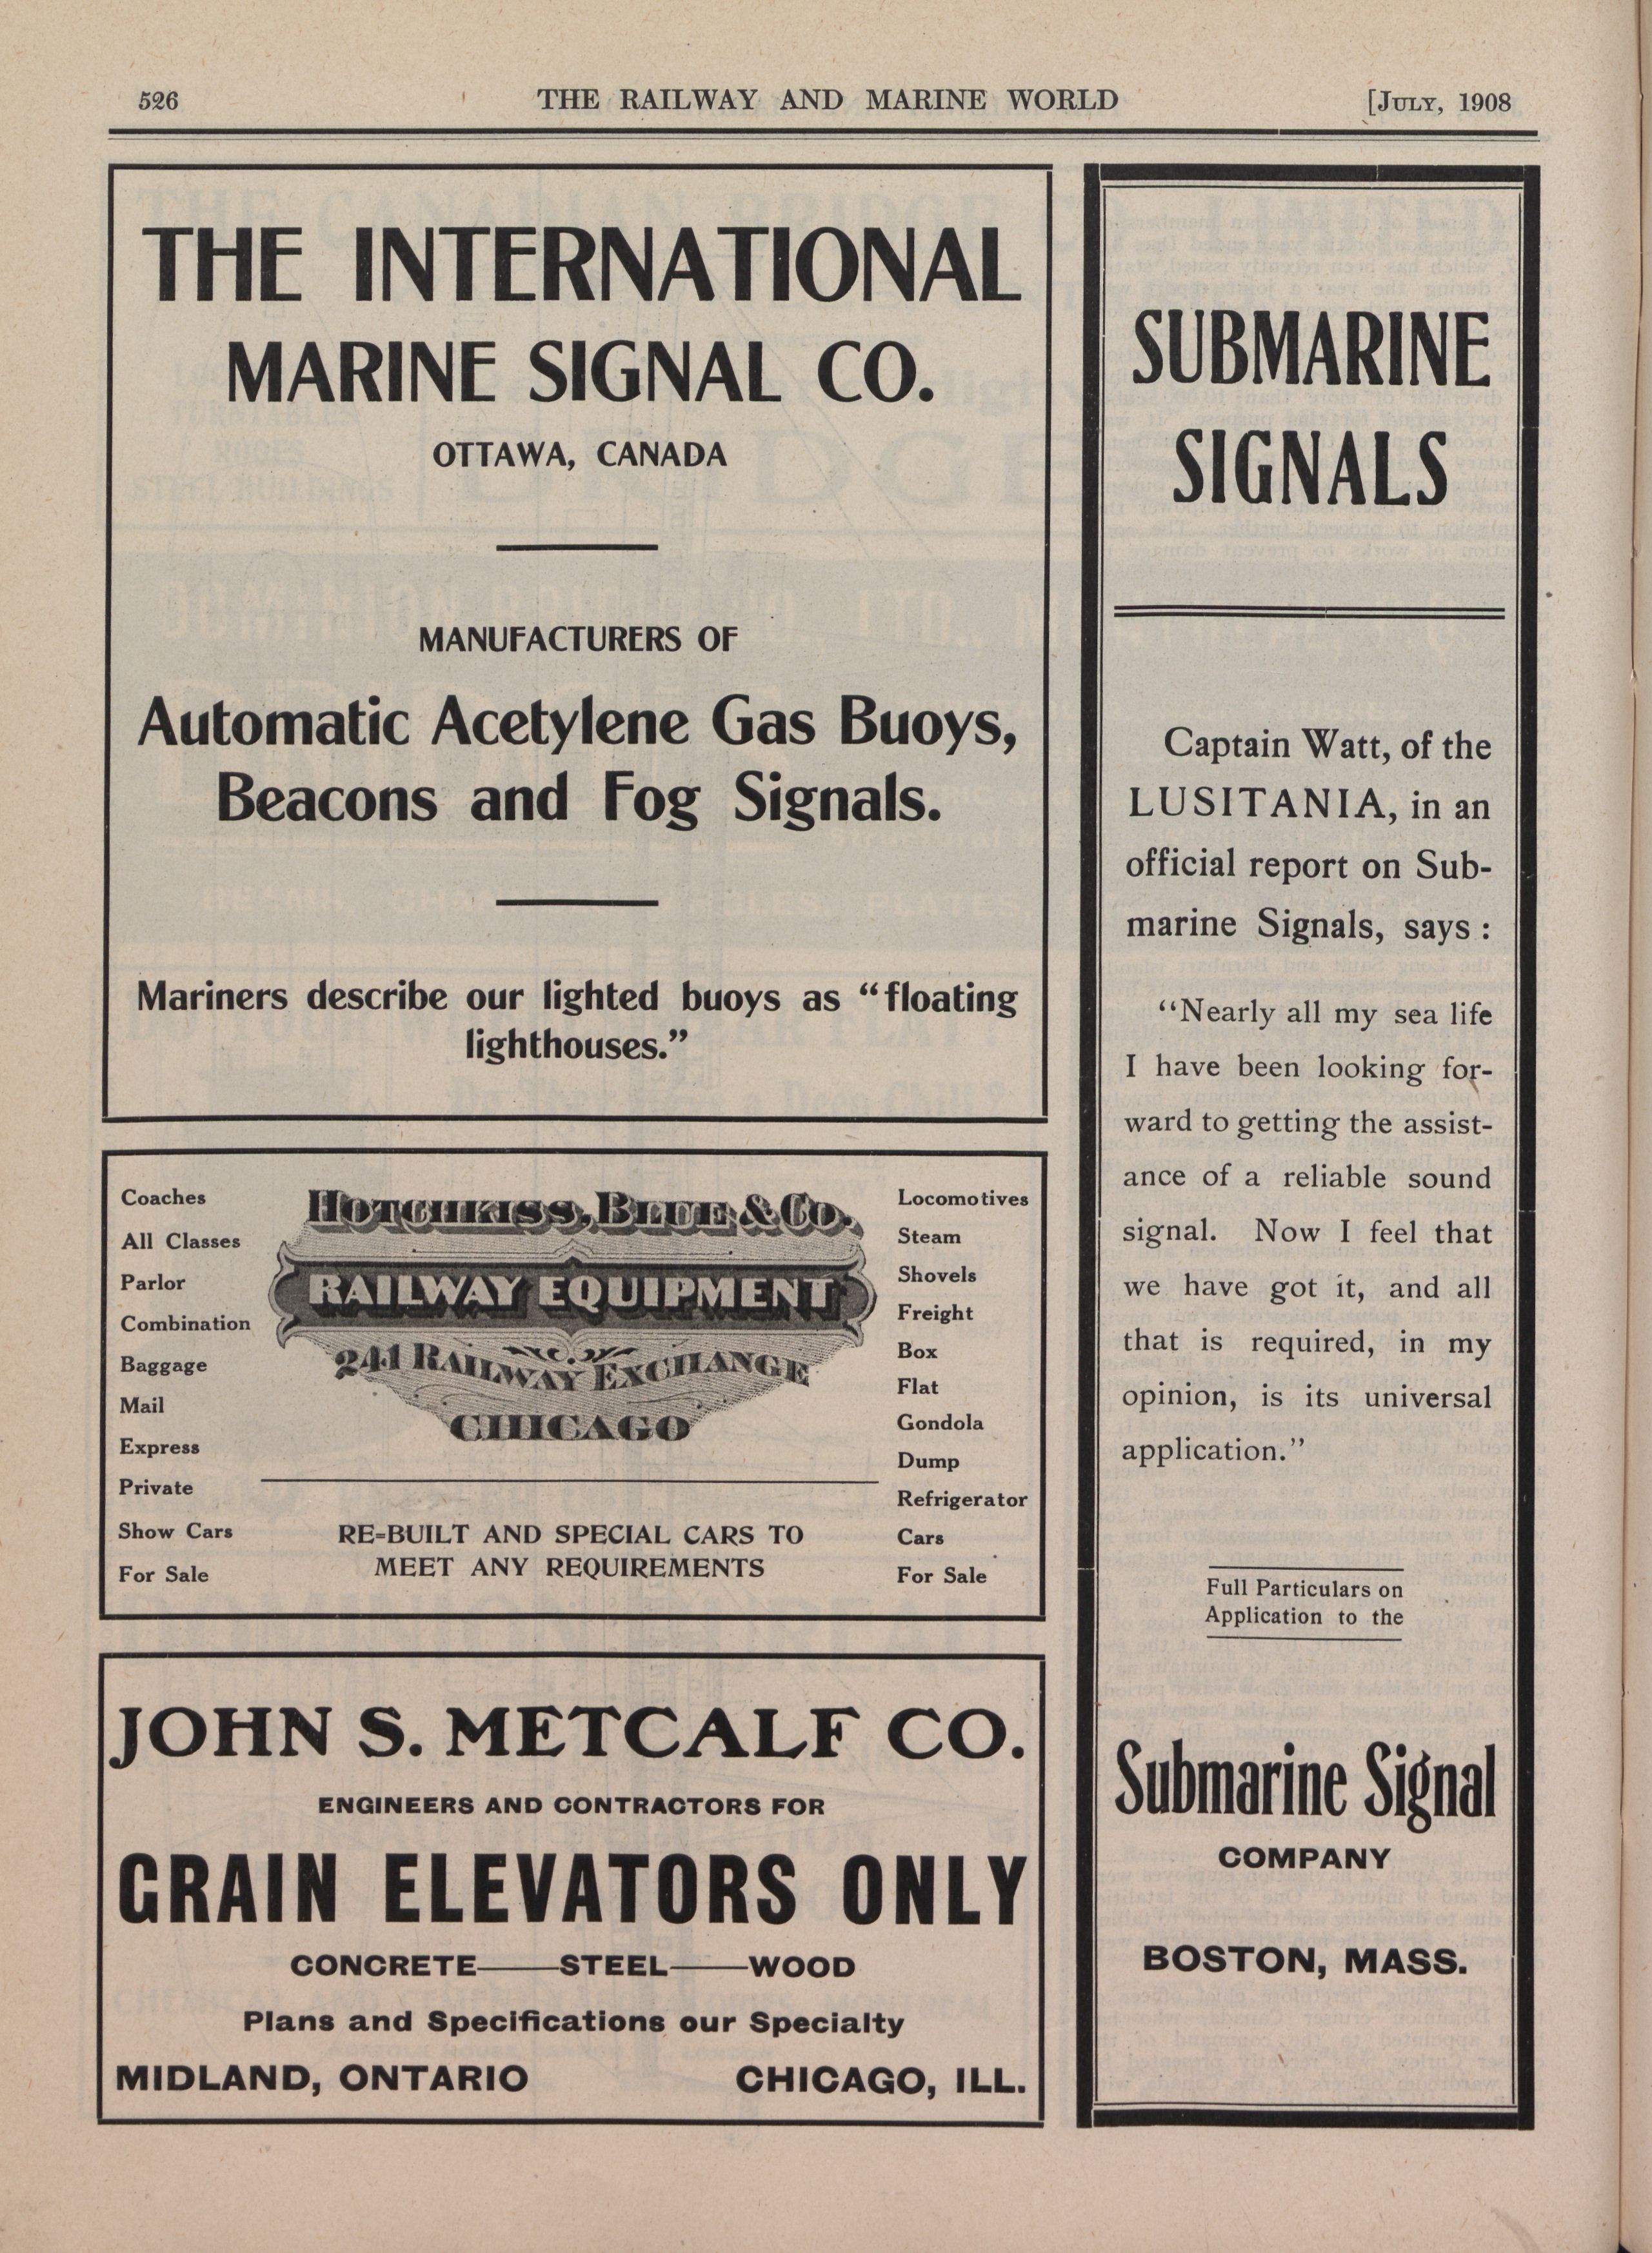 526
THE RAILWAY AND MARINE WORLD
[JULY, 1908
THE INTERNATIONAL
MARINE SIGNAL CO.
OTTAWA, CANADA
MANUFACTURERS OF
Automatic Acetylene Gas Buoys,
Beacons and Fog Signals.
Mariners describe our lighted buoys as “floating
lighthouses.”
Coaches
All Classes
Parlor
Combination
Baggage
Mail
Express
Private
Show Cars
For Sale
HOTCHKISS, BLUE & CO.
RAILWAY EQUIPMENT
241 RAILWAY EXCHANGE
CHICAGO
RE-BUILT AND SPECIAL CARS TO
MEET ANY REQUIREMENTS
Locomotives
Steam
Shovels
Freight
Box
Flat
Gondola
Dump
Refrigerator
Cars
For Sale
JOHN S. METCALF CO.
ENGINEERS AND CONTRACTORS FOR
GRAIN ELEVATORS ONLY
CONCRETE——STEEL——WOOD
Plans and Specifications our Specialty
MIDLAND, ONTARIO
CHICAGO, ILL.
SUBMARINE
SIGNALS
Captain Watt, of the
LUSITANIA, in an
official report on Sub-
marine Signals, says :
“Nearly all my sea life
I have been looking for-
ward to getting the assist-
ance of a reliable sound
signal. Now I feel that
we have got it, and all
that is required, in my
opinion, is its universal
application.”
Full Particulars on
Application to the
Submarine Signal
COMPANY
BOSTON, MASS.